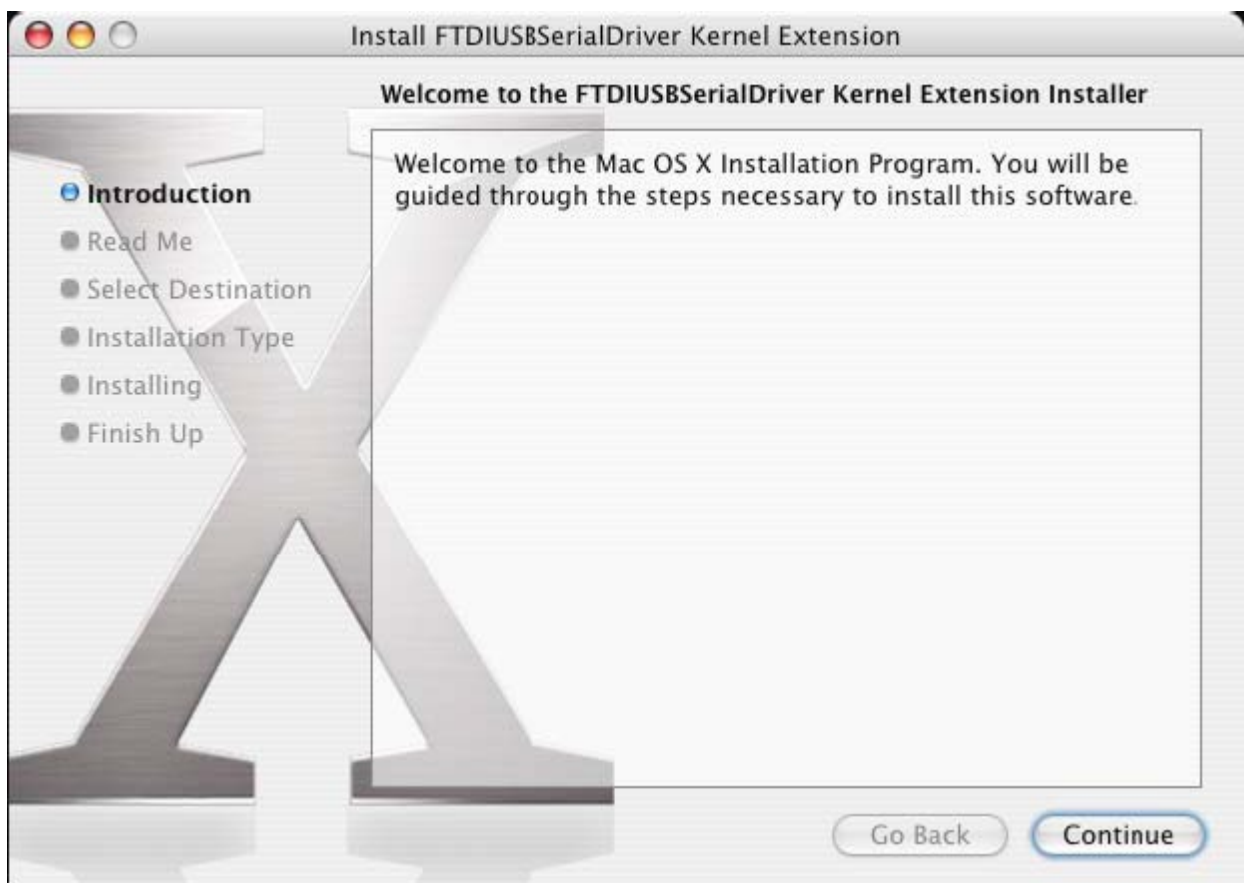 Install FTDIUSBSerialDriver Kernel Extension
Welcome to the FTDIUSBSerialDriver Kernel Extension Installer
Introduction
Read Me
Select Destination
Installation Type
Installing
Finish Up
Welcome to the Mac OS X Installation Program. You will be
guided through the steps necessary to install this software.
Go Back
Continue